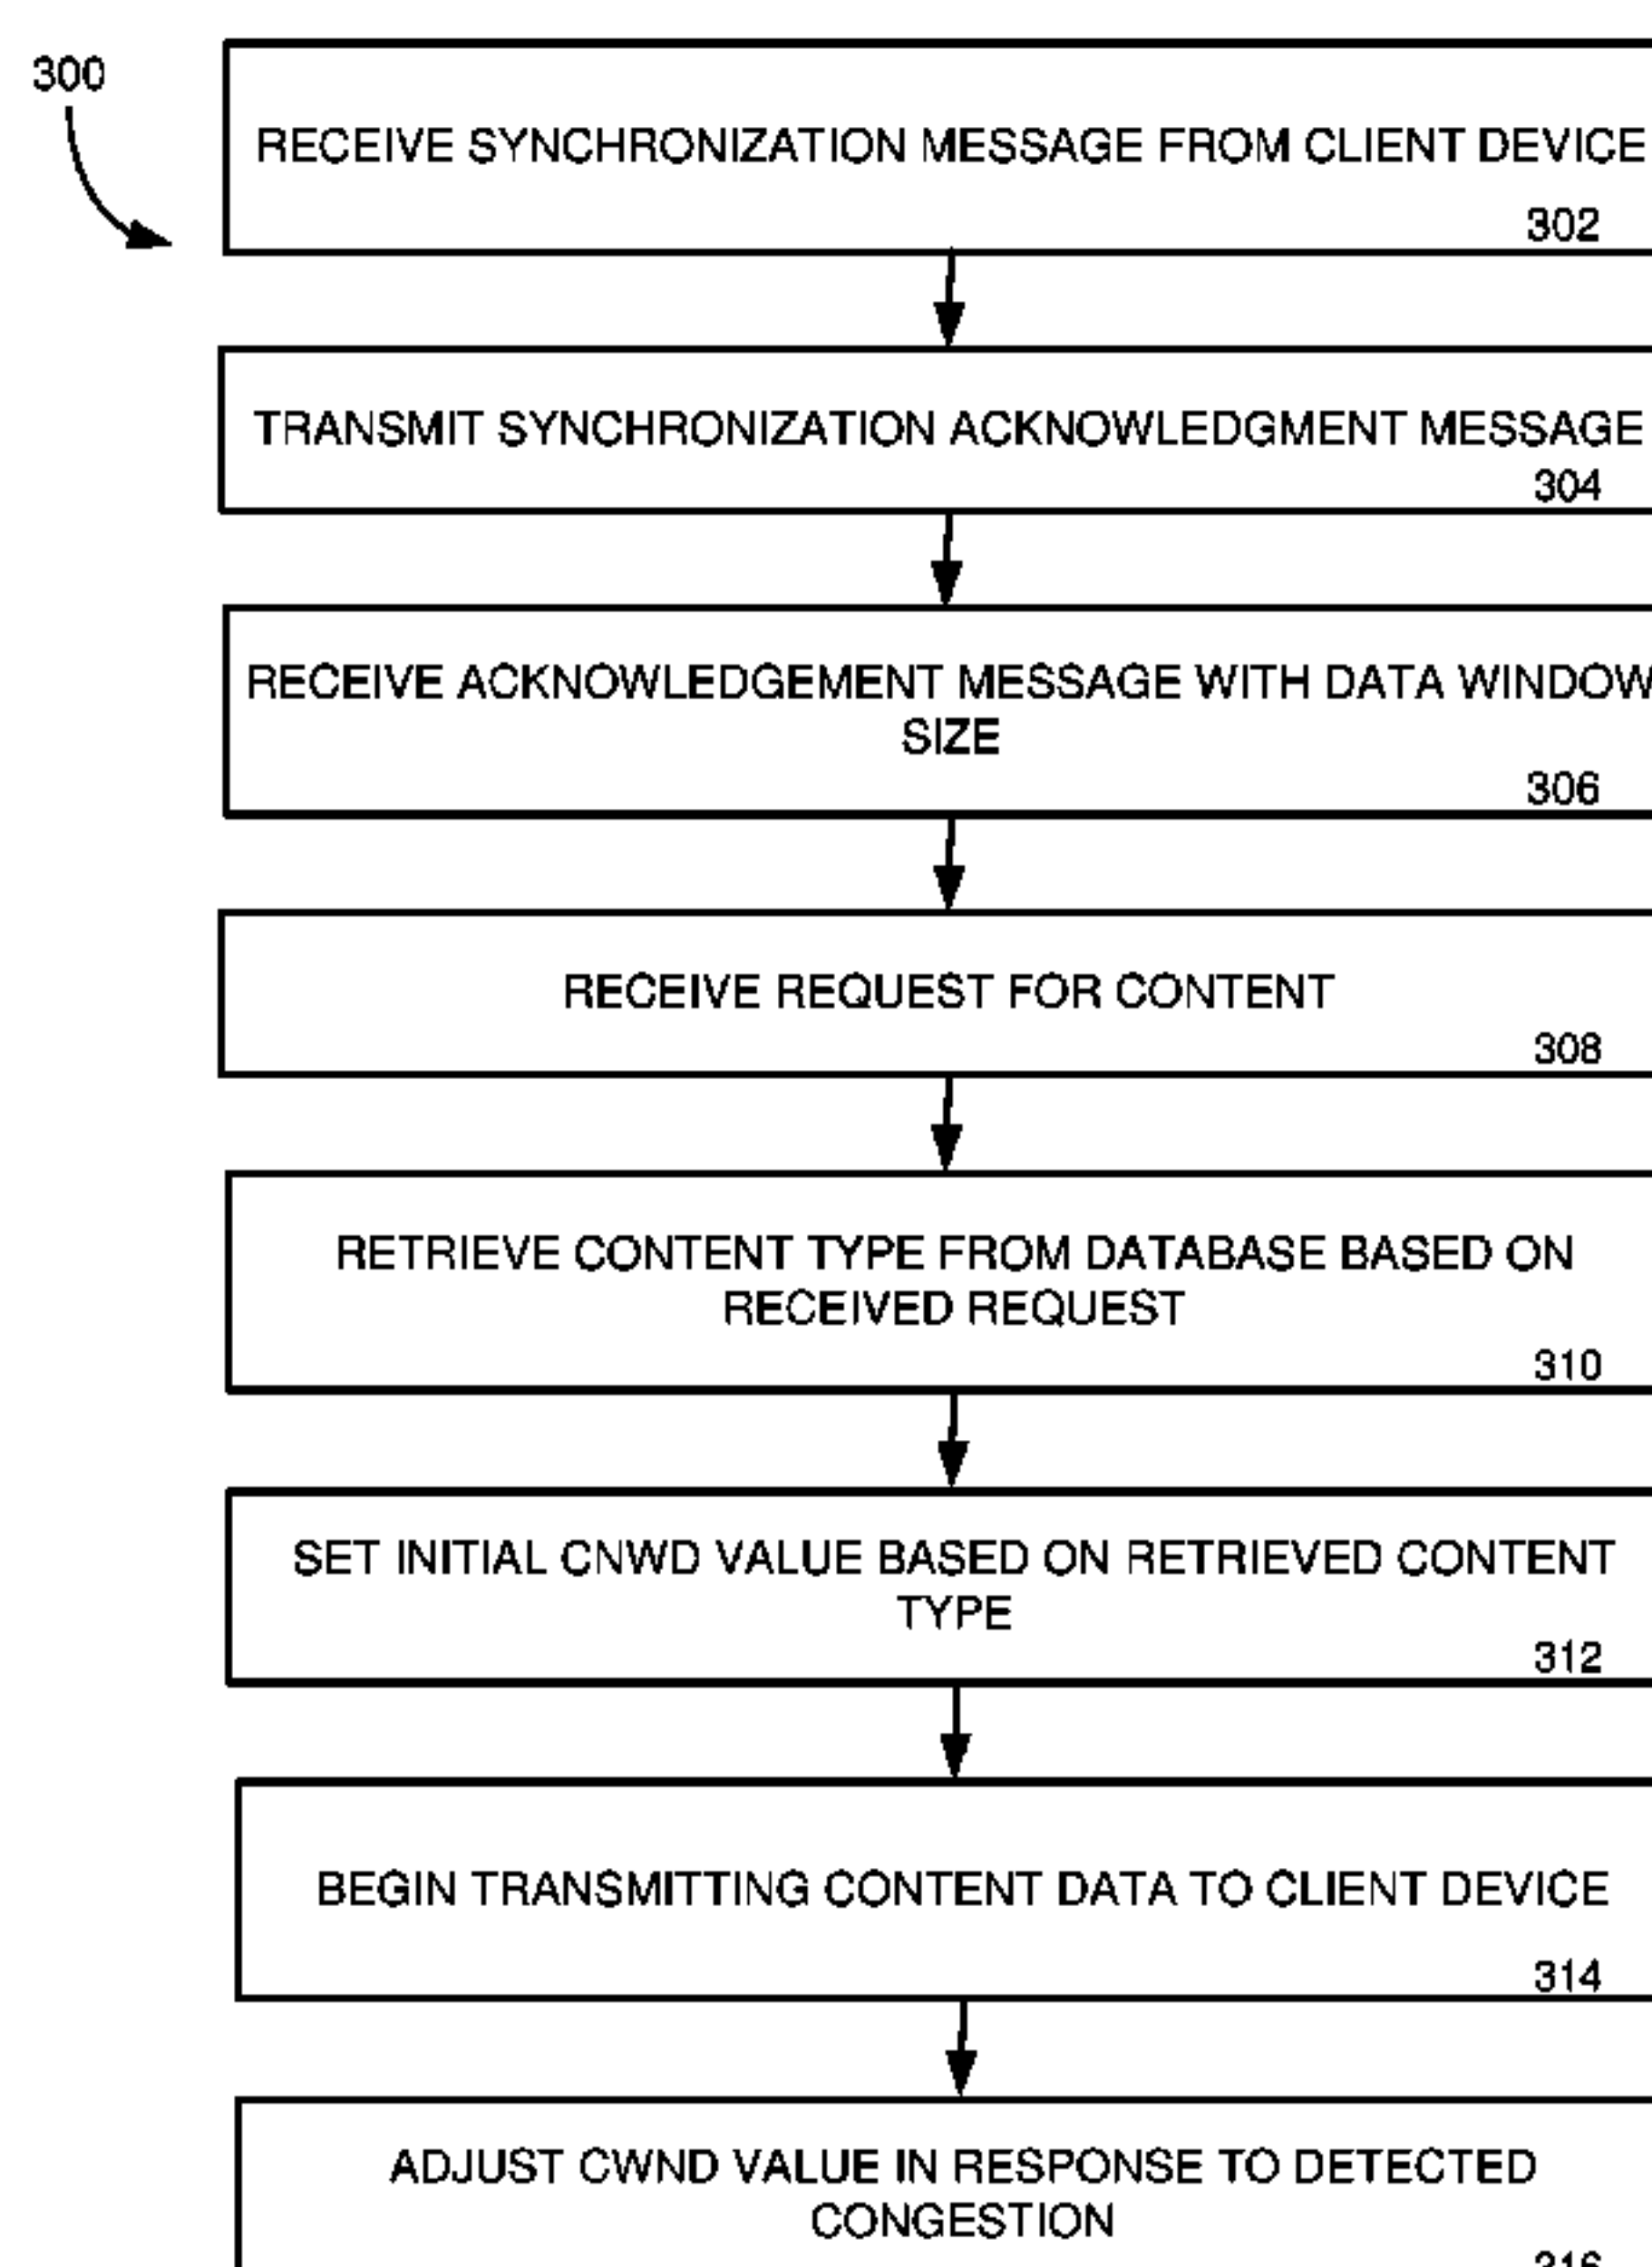 300
RECEIVE SYNCHRONIZATION MESSAGE FROM CLIENT DEVICE
302
TRANSMIT SYNCHRONIZATION ACKNOWLEDGMENT MESSAGE
304
RECEIVE ACKNOWLEDGEMENT MESSAGE WITH DATA WINDOW
SIZE
306
RECEIVE REQUEST FOR CONTENT
308
RETRIEVE CONTENT TYPE FROM DATABASE BASED ON
RECEIVED REQUEST
310
SET INITIAL CNWD VALUE BASED ON RETRIEVED CONTENT
TYPE
312
BEGIN TRANSMITTING CONTENT DATA TO CLIENT DEVICE
314
ADJUST CWND VALUE IN RESPONSE TO DETECTED
CONGESTION
316